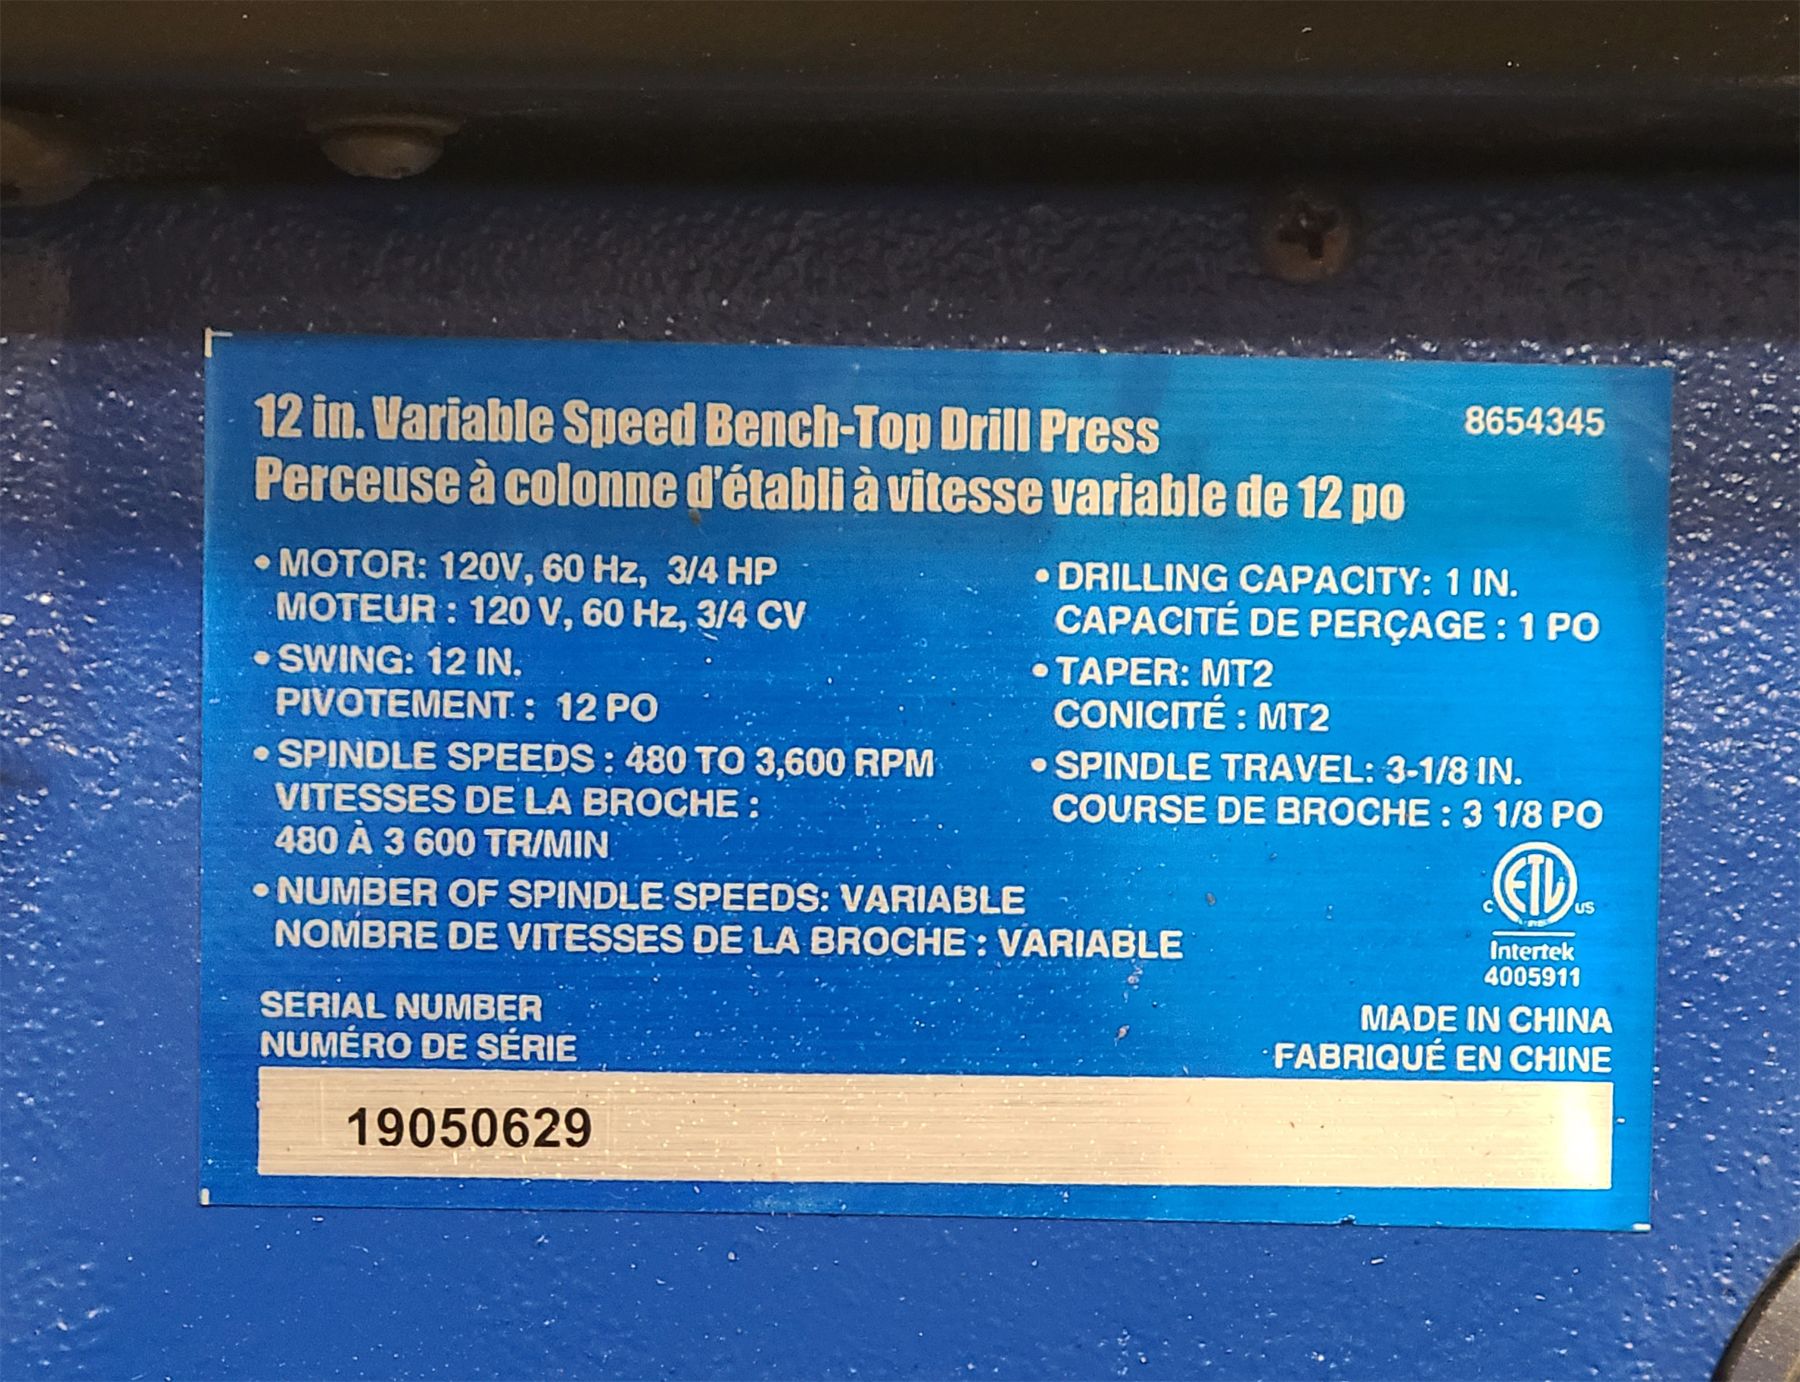 12 in. Variable Speed Bench-Top Drill Press
8654345
Perceuse à colonne d'établi à vitesse variable de 12 po
• MOTOR: 120V, 60 Hz, 3/4 HP
MOTEUR : 120 V, 60 Hz, 3/4 CV
• SWING: 12 IN.
PIVOTEMENT : 12 PO
• SPINDLE SPEEDS : 480 TO 3,600 RPM
VITESSES DE LA BROCHE :
480 À 3 600 TR/MIN
• NUMBER OF SPINDLE SPEEDS: VARIABLE
NOMBRE DE VITESSES DE LA BROCHE : VARIABLE
• DRILLING CAPACITY: 1 IN.
CAPACITÉ DE PERÇAGE : 1 PO
• TAPER: MT2
CONICITÉ : MT2
• SPINDLE TRAVEL: 3-1/8 IN.
COURSE DE BROCHE : 3 1/8 PO
C ETL US
Intertek
4005911
SERIAL NUMBER
NUMÉRO DE SÉRIE
MADE IN CHINA
FABRIQUÉ EN CHINE
19050629